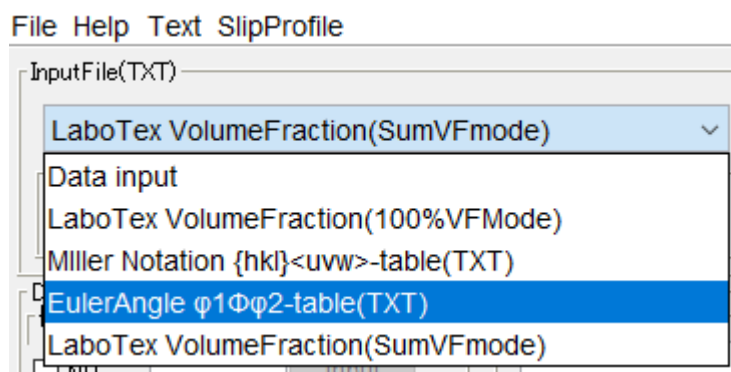 File Help Text SlipProfile
InputFile(TXT)
LaboTex VolumeFraction(SumVFmode)
Data input
LaboTex VolumeFraction(100%VFMode)
MIller Notation {hkl}<uvw>-table(TXT)
EulerAngle φ1Φφ2-table(TXT)
LaboTex VolumeFraction(SumVFmode)